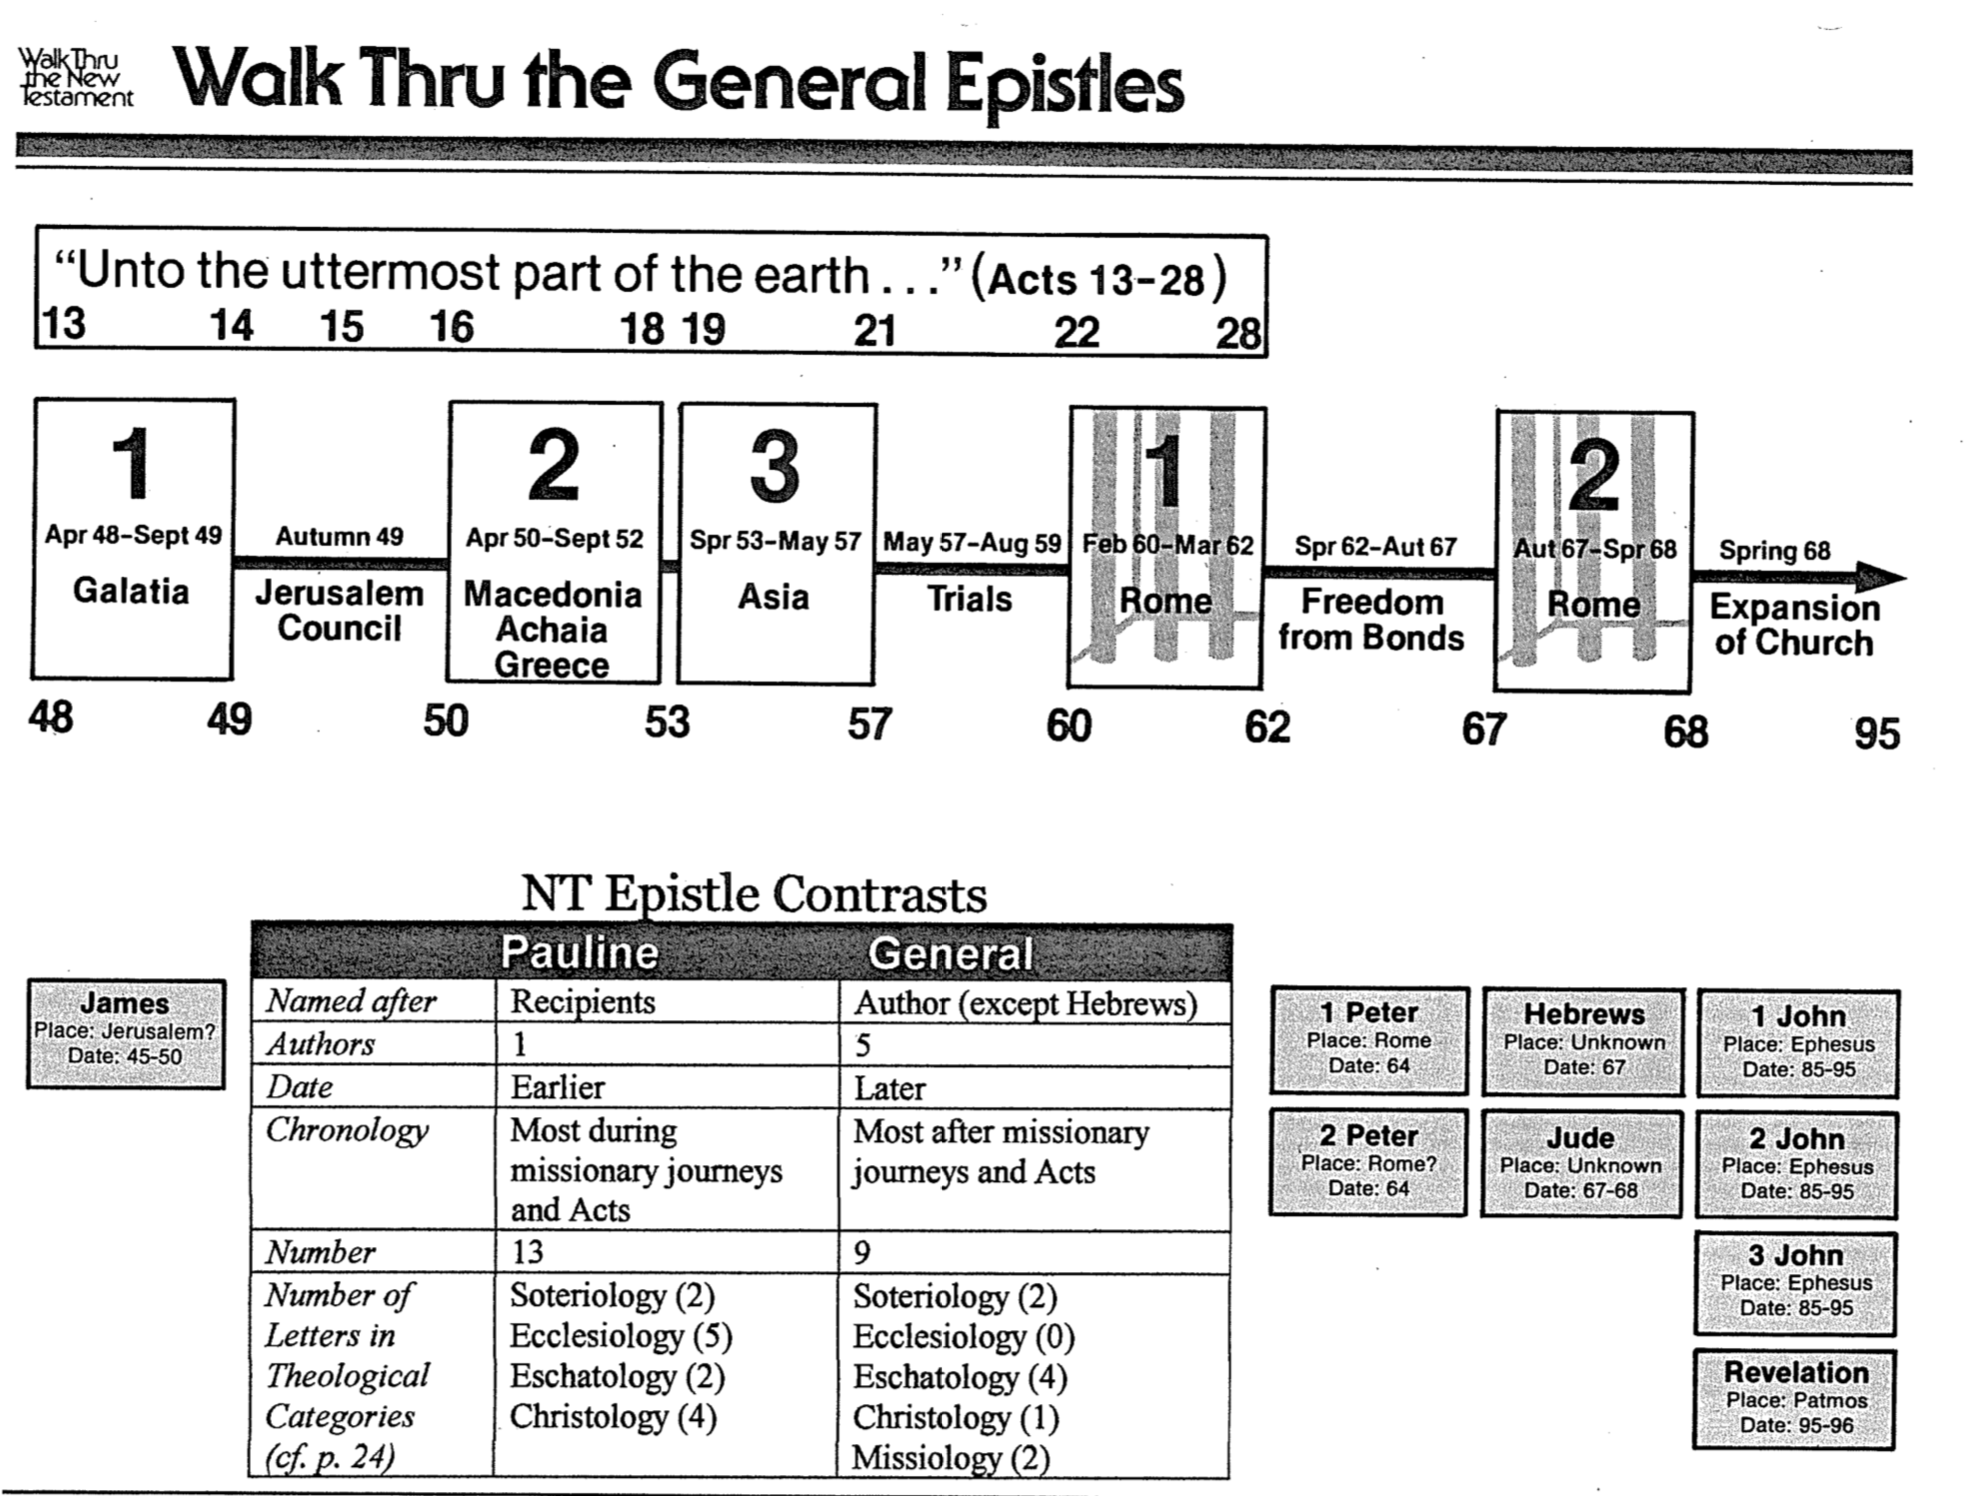 Walk Thru
the New
Testament
Walk Thru the General Epistles
“Unto the uttermost part of the earth . . .” (Acts 13–28)
13 14 15 16 18 19 21 22 28
1
Apr 48–Sept 49
Galatia
Autumn 49
Jerusalem
Council
2
Apr 50–Sept 52
Macedonia
Achaia
Greece
3
Spr 53–May 57
Asia
May 57–Aug 59
Trials
1
Feb 60–Mar 62
Rome
Spr 62–Aut 67
Freedom
from Bonds
2
Aut 67–Spr 68
Rome
Spring 68
Expansion
of Church
48 49 50 53 57 60 62 67 68 95
James
Place: Jerusalem?
Date: 45-50
NT Epistle Contrasts
Pauline General
Named after Recipients Author (except Hebrews)
Authors 1 5
Date Earlier Later
Chronology Most during Most after missionary
missionary journeys journeys and Acts
and Acts
Number 13 9
Number of Soteriology (2) Soteriology (2)
Letters in Ecclesiology (5) Ecclesiology (0)
Theological Eschatology (2) Eschatology (4)
Categories Christology (4) Christology (1)
(cf. p. 24) Missiology (2)
1 Peter
Place: Rome
Date: 64
Hebrews
Place: Unknown
Date: 67
1 John
Place: Ephesus
Date: 85-95
2 Peter
Place: Rome?
Date: 64
Jude
Place: Unknown
Date: 67-68
2 John
Place: Ephesus
Date: 85-95
3 John
Place: Ephesus
Date: 85-95
Revelation
Place: Patmos
Date: 95-96